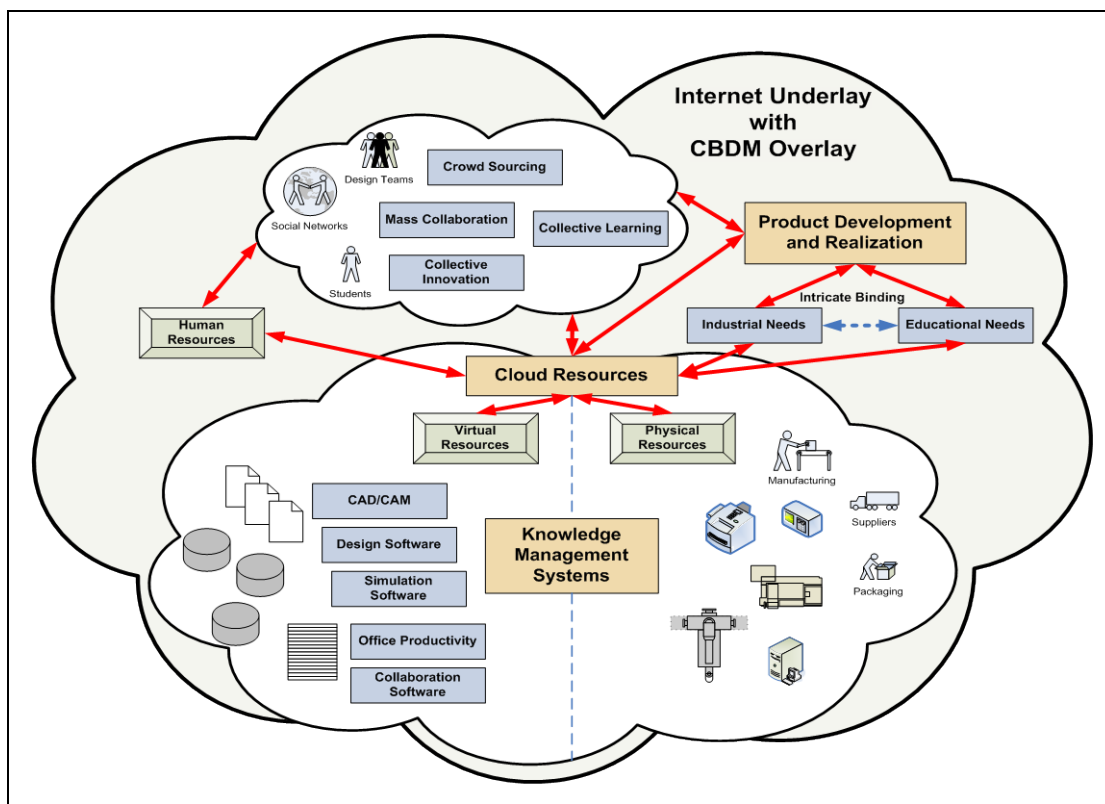 Internet Underlay
with
CBDM Overlay
Design Teams
Crowd Sourcing
Social Networks
Mass Collaboration
Collective Learning
Students
Collective
Innovation
Product Development
and Realization
Intricate Binding
Industrial Needs
Educational Needs
Human
Resources
Cloud Resources
Virtual
Resources
Physical
Resources
CAD/CAM
Design Software
Simulation
Software
Office Productivity
Collaboration
Software
Knowledge
Management
Systems
Manufacturing
Suppliers
Packaging